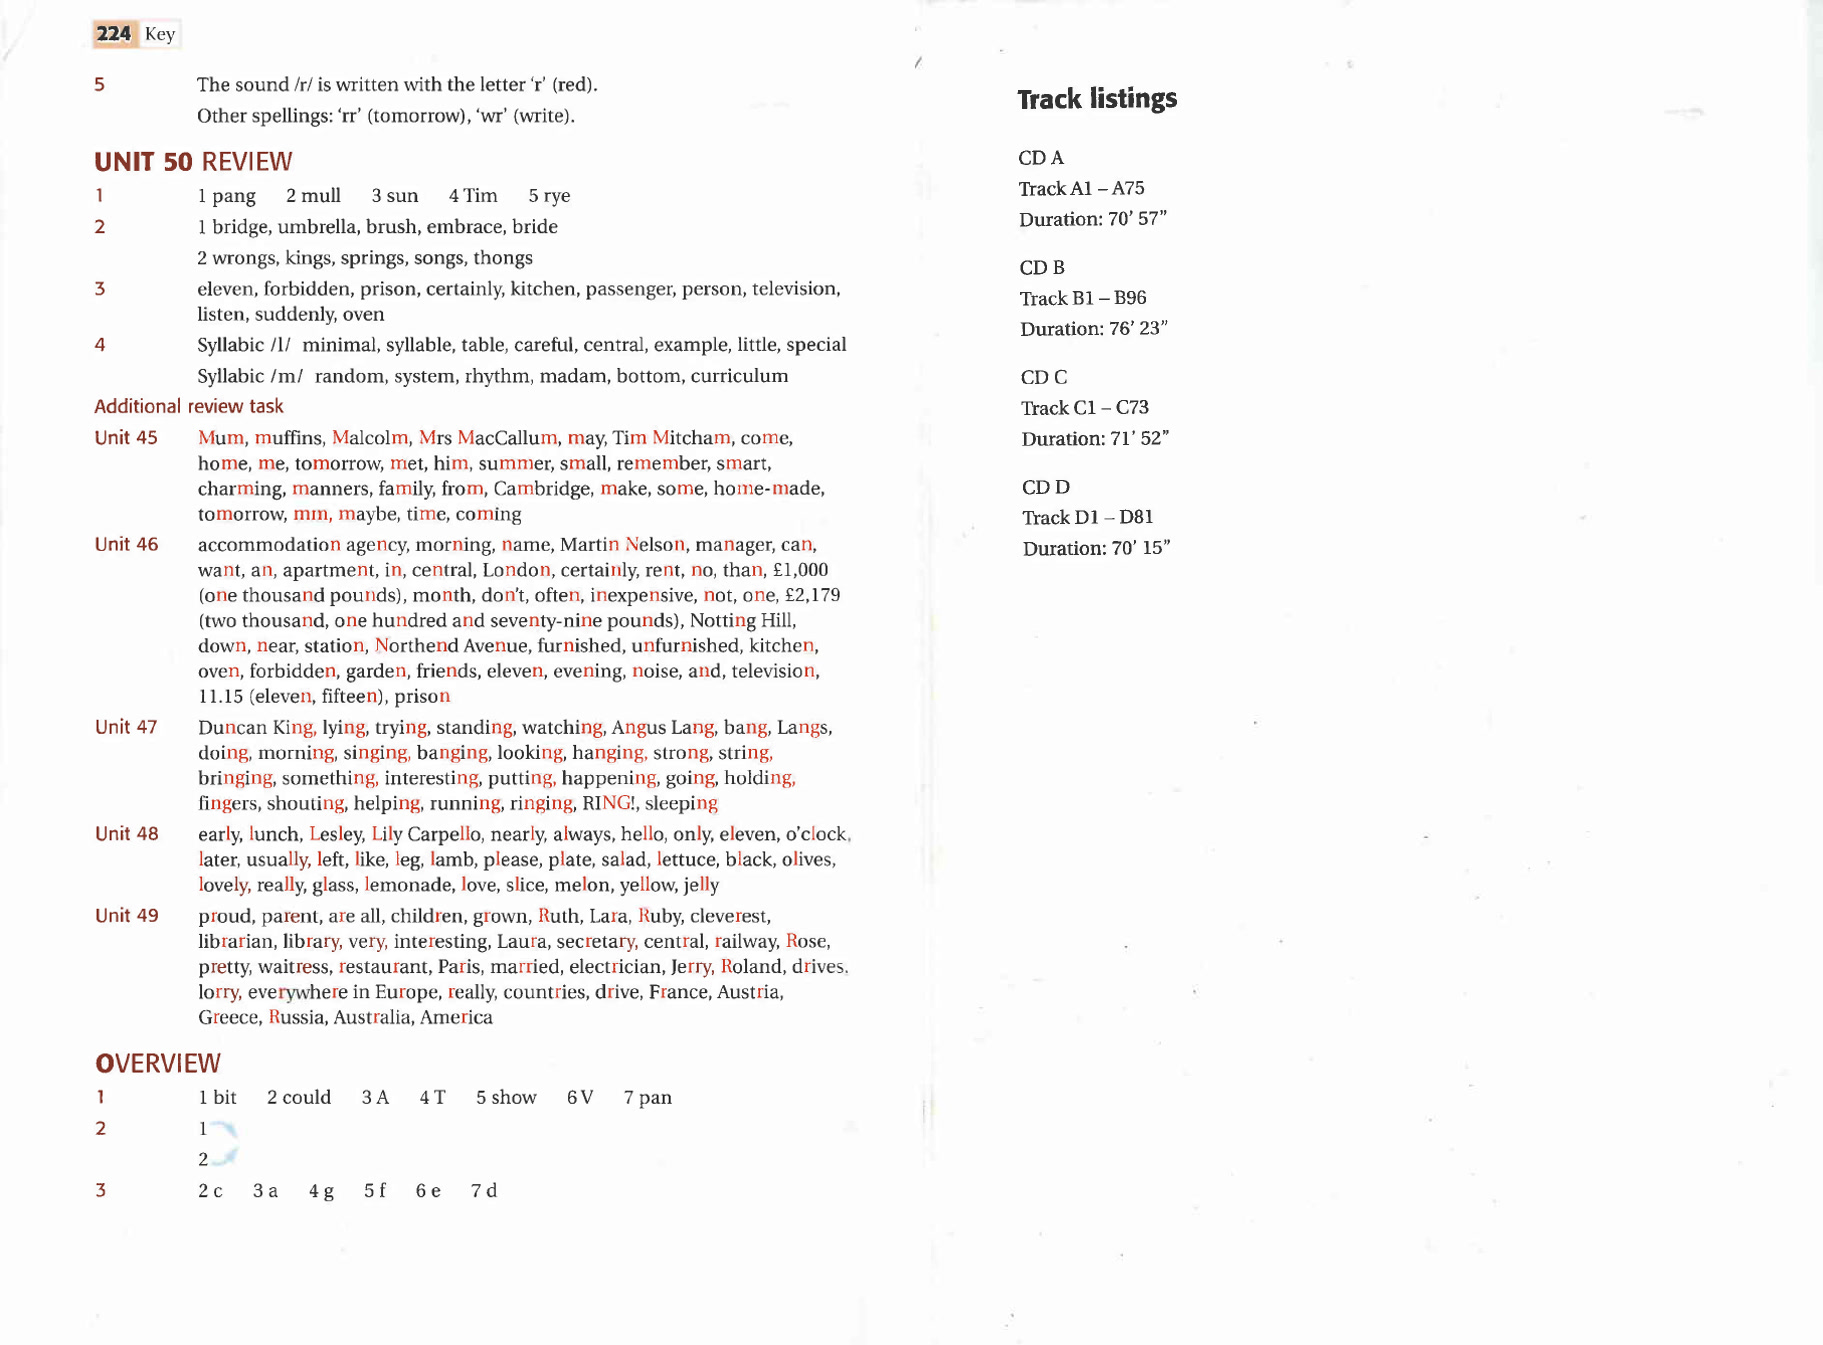 224 Key
5 The sound /r/ is written with the letter ‘r’ (red).
Other spellings: ‘rr’ (tomorrow), ‘wr’ (write).
UNIT 50 REVIEW
1 1 pang 2 mull 3 sun 4 Tim 5 rye
2 1 bridge, umbrella, brush, embrace, bride
2 wrongs, kings, springs, songs, thongs
3 eleven, forbidden, prison, certainly, kitchen, passenger, person, television,
listen, suddenly, oven
4 Syllabic /l/ minimal, syllable, table, careful, central, example, little, special
Syllabic /m/ random, system, rhythm, madam, bottom, curriculum
Additional review task
Unit 45 Mum, muffins, Malcolm, Mrs MacCallum, may, Tim Mitcham, come,
home, me, tomorrow, met, him, summer, small, remember, smart,
charming, manners, family, from, Cambridge, make, some, home-made,
tomorrow, mm, maybe, time, coming
Unit 46 accommodation agency, morning, name, Martin Nelson, manager, can,
want, an, apartment, in, central, London, certainly, rent, no, than, £1,000
(one thousand pounds), month, don’t, often, inexpensive, not, one, £2,179
(two thousand, one hundred and seventy-nine pounds), Notting Hill,
down, near, station, Northend Avenue, furnished, unfurnished, kitchen,
oven, forbidden, garden, friends, eleven, evening, noise, and, television,
11.15 (eleven, fifteen), prison
Unit 47 Duncan King, lying, trying, standing, watching, Angus Lang, bang, Langs,
doing, morning, singing, banging, looking, hanging, strong, string,
bringing, something, interesting, putting, happening, going, holding,
fingers, shouting, helping, running, ringing, RING!, sleeping
Unit 48 early, lunch, Lesley, Lily Carpello, nearly, always, hello, only, eleven, o’clock,
later, usually, left, like, leg, lamb, please, plate, salad, lettuce, black, olives,
lovely, really, glass, lemonade, love, slice, melon, yellow, jelly
Unit 49 proud, parent, are all, children, grown, Ruth, Lara, Ruby, cleverest,
librarian, library, very, interesting, Laura, secretary, central, railway, Rose,
pretty, waitress, restaurant, Paris, married, electrician, Jerry, Roland, drives,
lorry, everywhere in Europe, really, countries, drive, France, Austria,
Greece, Russia, Australia, America
OVERVIEW
1 1 bit 2 could 3 A 4 T 5 show 6 V 7 pan
2 1
2
3 2 c 3 a 4 g 5 f 6 e 7 d
Track listings
CD A
Track A1 – A75
Duration: 70’ 57”
CD B
Track B1 – B96
Duration: 76’ 23”
CD C
Track C1 – C73
Duration: 71’ 52”
CD D
Track D1 – D81
Duration: 70’ 15”